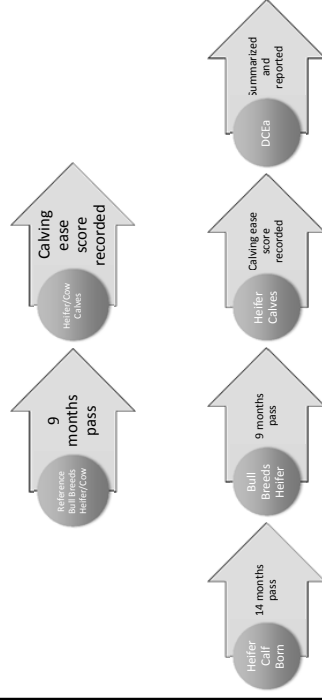 Reference
Bull Breeds
Heifer/Cow
9
months
pass
Heifer/Cow
Calves
Calving
ease
score
recorded
Heifer
Calf
Born
14 months
pass
Bull
Breeds
Heifer
9 months
pass
Heifer
Calves
Calving ease
score
recorded
DCEa
Summarized
and
reported